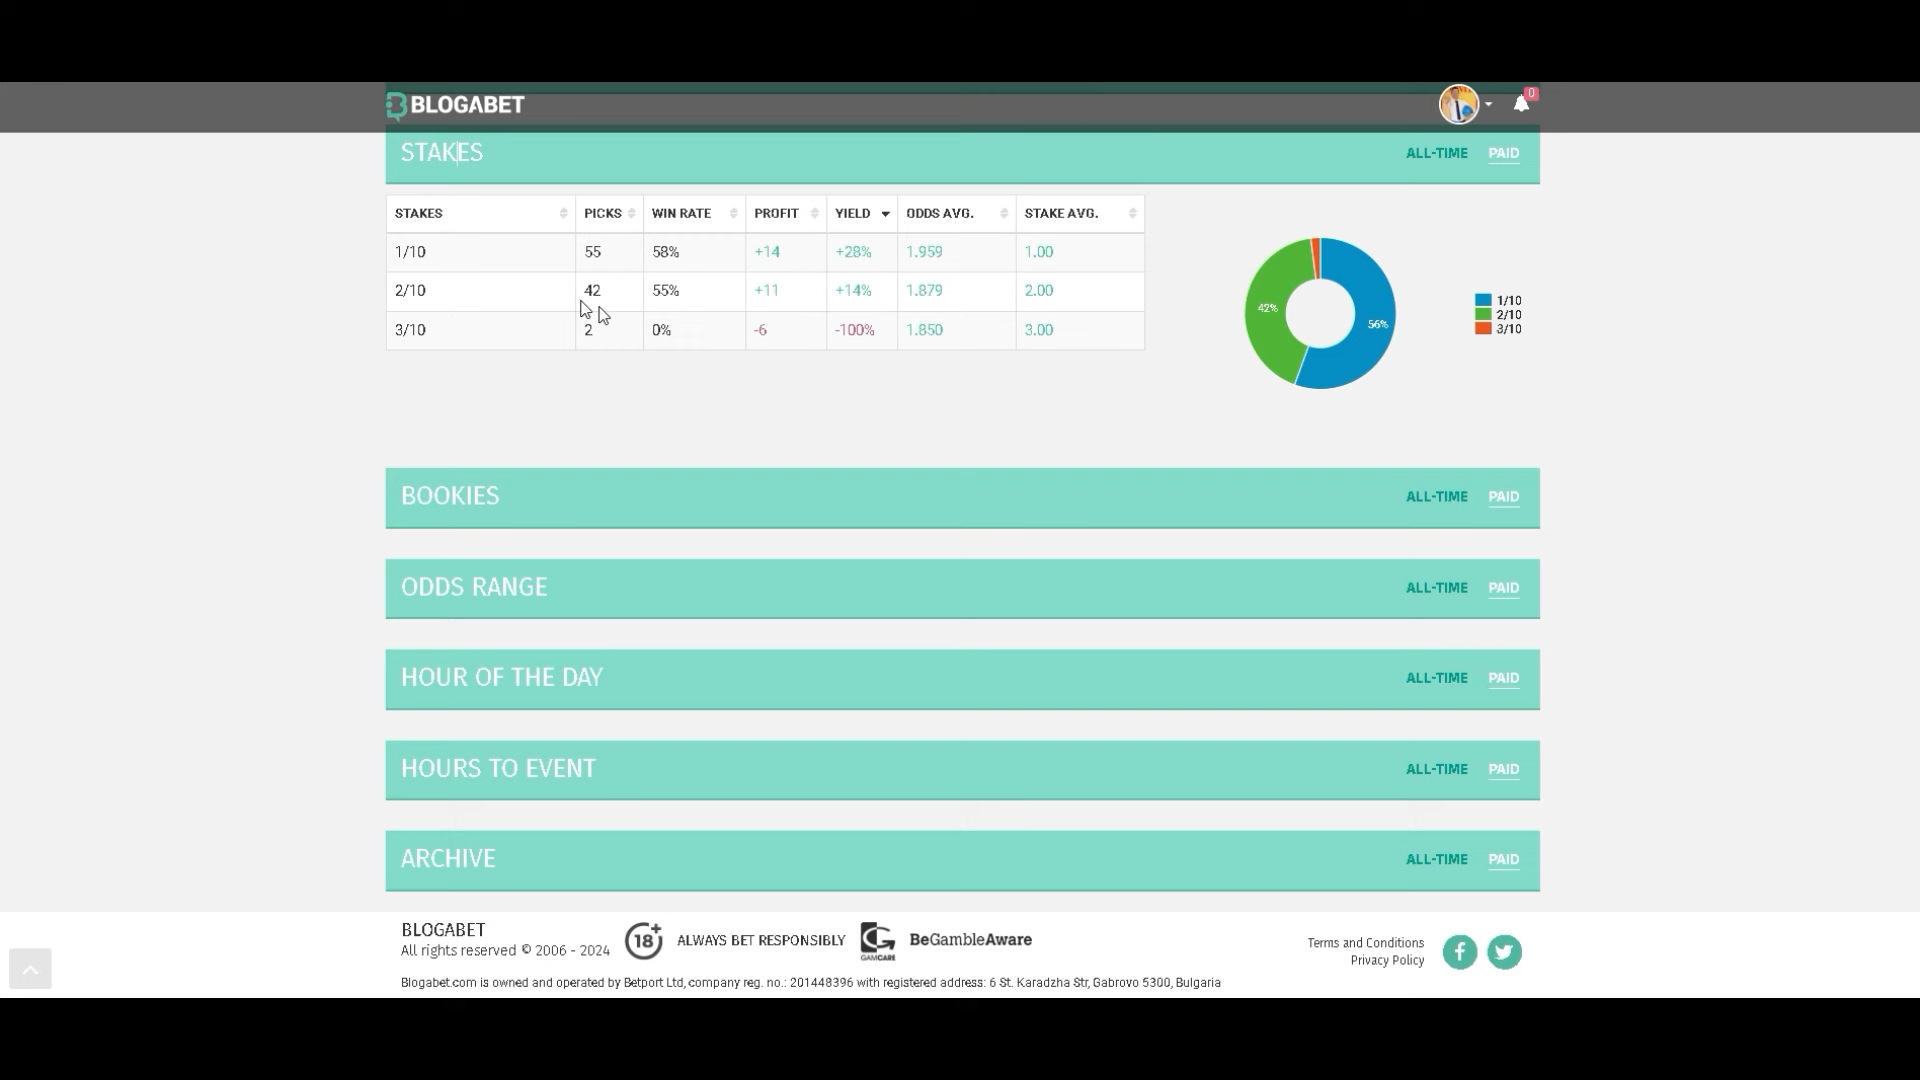 BLOGABET
0
STAKES ALL-TIME PAID
STAKES PICKS WIN RATE PROFIT YIELD ODDS AVG. STAKE AVG.
1/10 55 58% +14 +28% 1.959 1.00
2/10 42 55% +11 +14% 1.879 2.00
3/10 2 0% -6 -100% 1.850 3.00
42%
56%
1/10
2/10
3/10
BOOKIES ALL-TIME PAID
ODDS RANGE ALL-TIME PAID
HOUR OF THE DAY ALL-TIME PAID
HOURS TO EVENT ALL-TIME PAID
ARCHIVE ALL-TIME PAID
BLOGABET
All rights reserved © 2006 - 2024
18+
ALWAYS BET RESPONSIBLY
GAMCARE
BeGambleAware
Terms and Conditions
Privacy Policy
Blogabet.com is owned and operated by Betport Ltd, company reg. no.: 201448396 with registered address: 6 St. Karadzha Str, Gabrovo 5300, Bulgaria